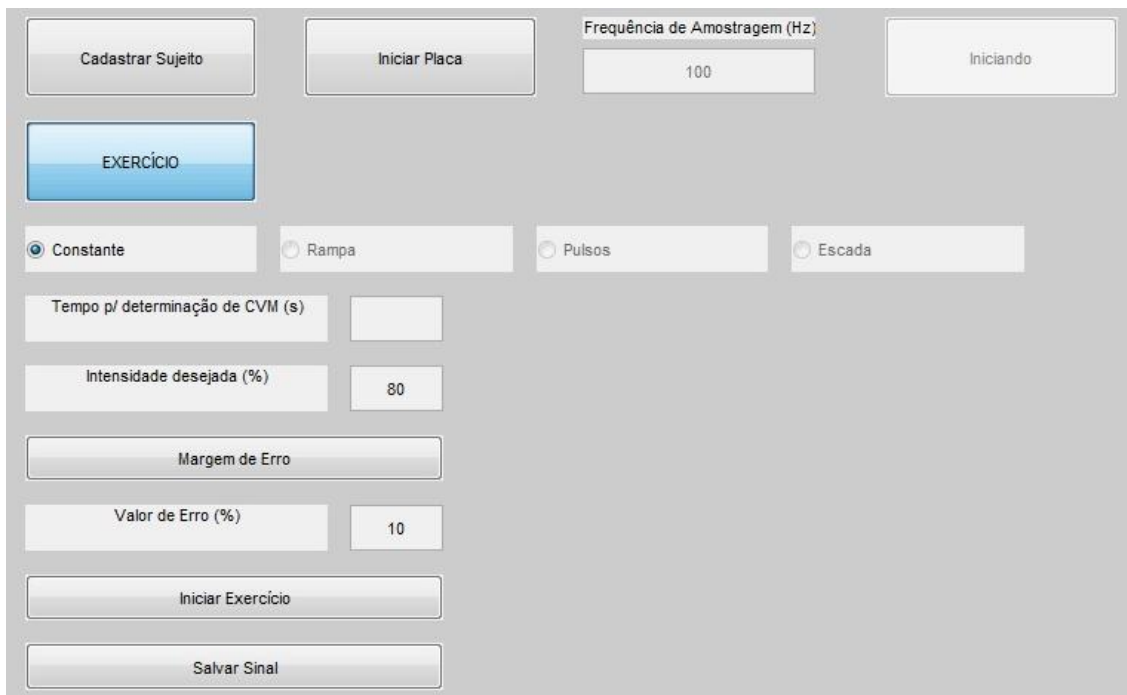 Frequência de Amostragem (Hz)
Cadastrar Sujeito
Iniciar Placa
100
Iniciando
EXERCÍCIO
Constante
Rampa
Pulsos
Escada
Tempo p/ determinação de CVM (s)
Intensidade desejada (%)
80
Margem de Erro
Valor de Erro (%)
10
Iniciar Exercício
Salvar Sinal